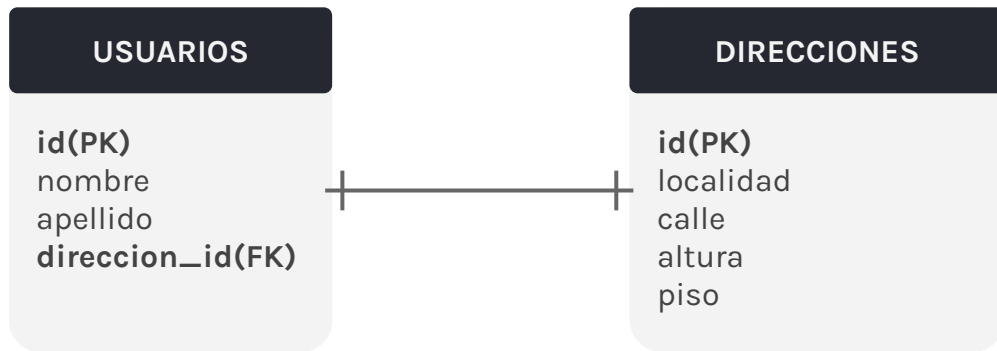 USUARIOS
id(PK)
nombre
apellido
direccion_id(FK)
DIRECCIONES
id(PK)
localidad
calle
altura
piso